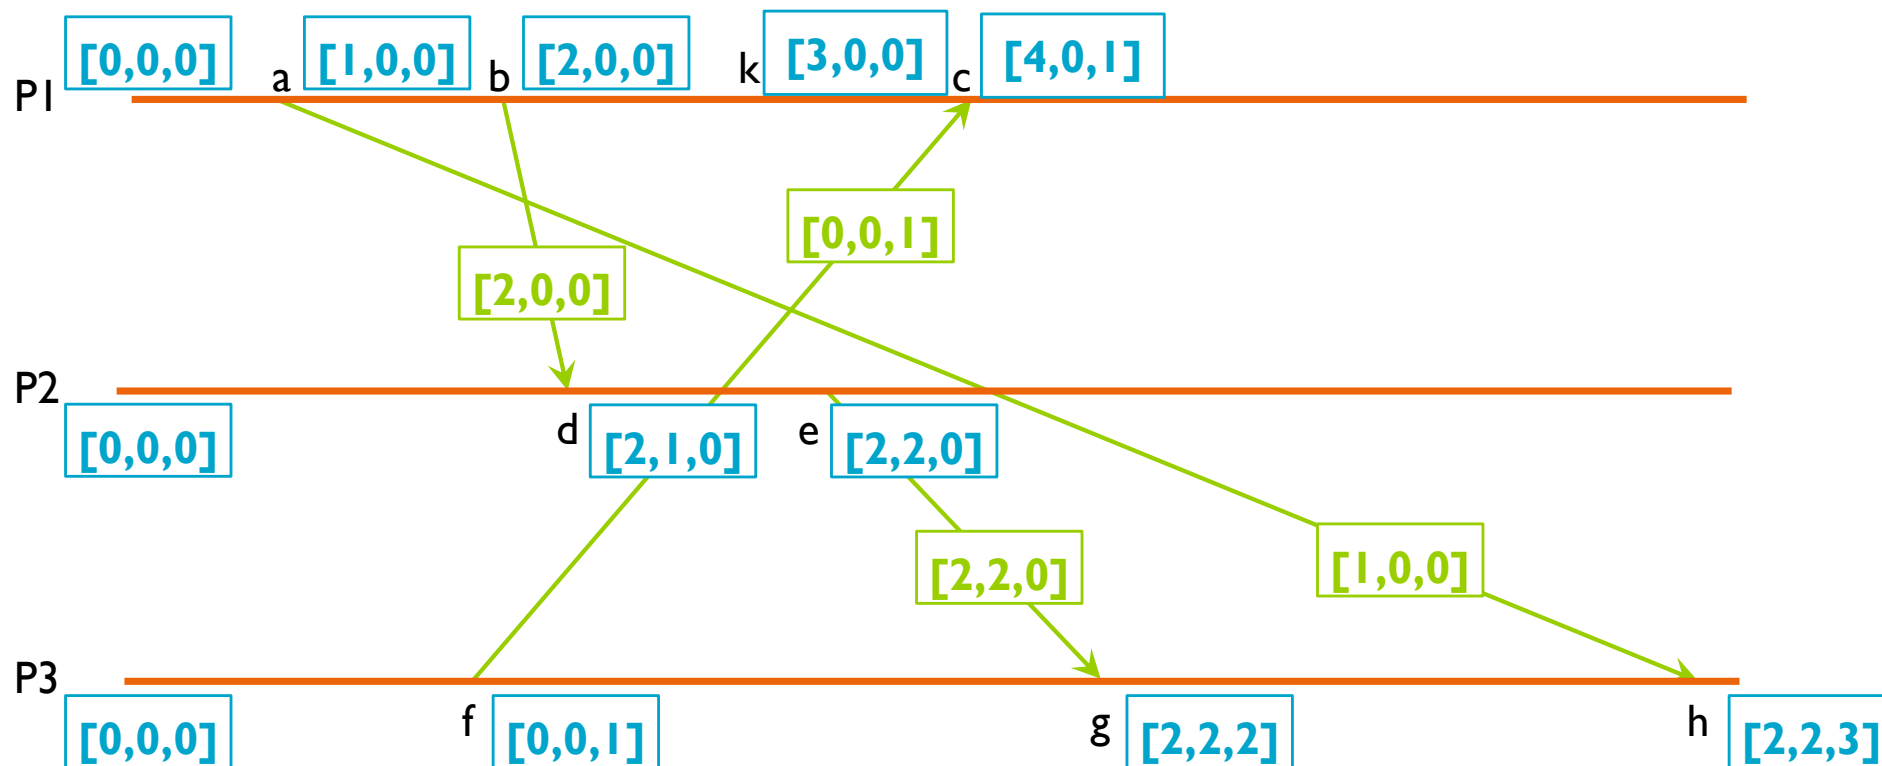 P1 [0,0,0] a [1,0,0] b [2,0,0] k [3,0,0] c [4,0,1]
[0,0,1]
[2,0,0]
P2
[0,0,0] d [2,1,0] e [2,2,0]
[2,2,0] [1,0,0]
P3
[0,0,0] f [0,0,1] g [2,2,2] h [2,2,3]